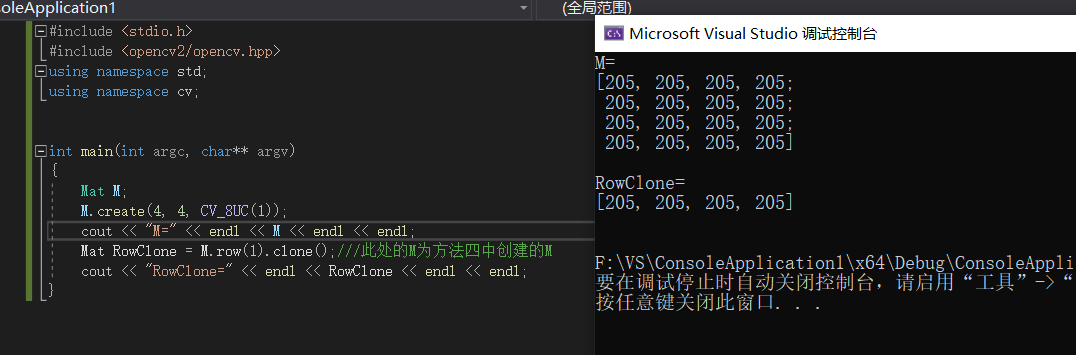 soleApplication1
(全局范围)
#include <stdio.h>
#include <opencv2/opencv.hpp>
using namespace std;
using namespace cv;
int main(int argc, char** argv)
{
Mat M;
M.create(4, 4, CV_8UC(1));
cout << "M=" << endl << M << endl << endl;
Mat RowClone = M.row(1).clone();///此处的M为方法四中创建的M
cout << "RowClone=" << endl << RowClone << endl << endl;
}
Microsoft Visual Studio 调试控制台
M=
[205, 205, 205, 205;
205, 205, 205, 205;
205, 205, 205, 205;
205, 205, 205, 205]
RowClone=
[205, 205, 205, 205]
F:\VS\ConsoleApplication1\x64\Debug\ConsoleAppli
要在调试停止时自动关闭控制台，请启用“工具”->“
按任意键关闭此窗口. . .